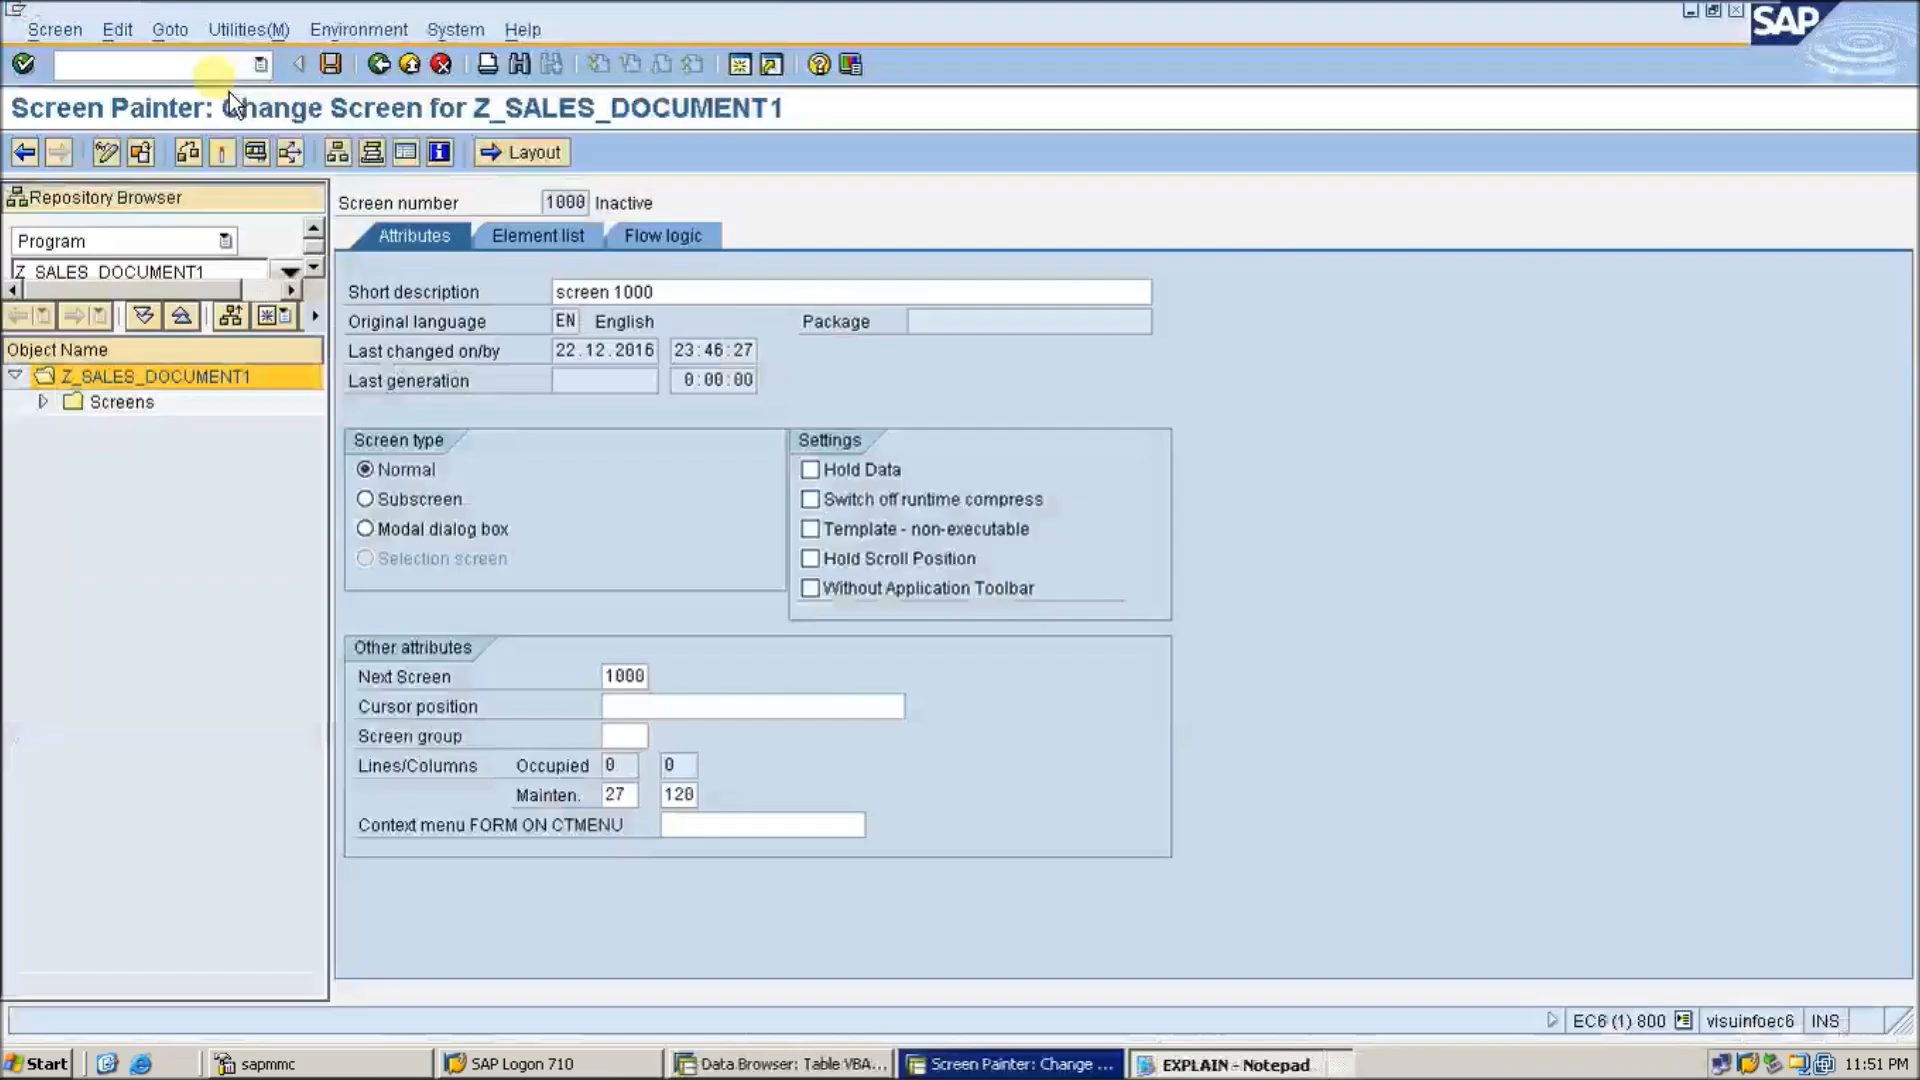 Screen Edit Goto Utilities(M) Environment System Help
SAP
Screen Painter: Change Screen for Z_SALES_DOCUMENT1
Layout
Repository Browser
Program
Z_SALES_DOCUMENT1
Object Name
Z_SALES_DOCUMENT1
Screens
Screen number 1000 Inactive
Attributes Element list Flow logic
Short description screen 1000
Original language EN English Package
Last changed on/by 22.12.2016 23:46:27
Last generation 0:00:00
Screen type
Normal
Subscreen
Modal dialog box
Selection screen
Settings
Hold Data
Switch off runtime compress
Template - non-executable
Hold Scroll Position
Without Application Toolbar
Other attributes
Next Screen 1000
Cursor position
Screen group
Lines/Columns Occupied 0 0
Mainten. 27 120
Context menu FORM ON CTMENU
EC6 (1) 800 visuinfoec6 INS
Start sapmmc SAP Logon 710 Data Browser: Table VBA... Screen Painter: Change ... EXPLAIN - Notepad 11:51 PM